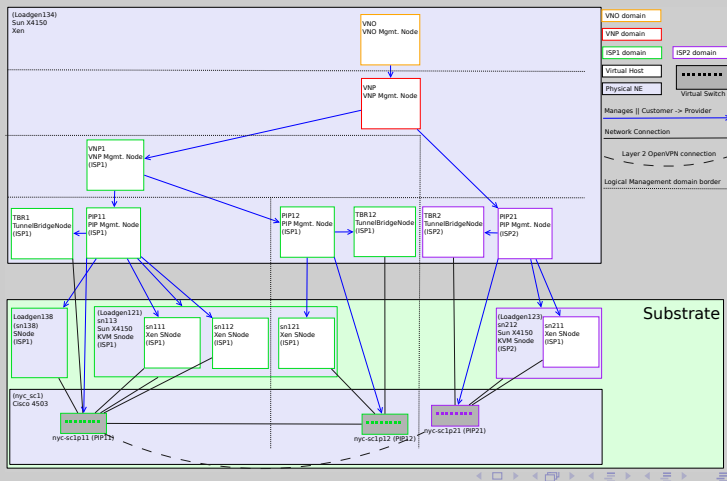 (Loadgen134)
Sun X4150
Xen
VNO
VNO Mgmt. Node
VNP
VNP Mgmt. Node
VNP1
VNP Mgmt. Node
(ISP1)
TBR1
TunnelBridgeNode
(ISP1)
PIP11
PIP Mgmt. Node
(ISP1)
PIP12
PIP Mgmt. Node
(ISP1)
TBR12
TunnelBridgeNode
(ISP1)
TBR2
TunnelBridgeNode
(ISP2)
PIP21
PIP Mgmt. Node
(ISP2)
VNO domain
VNP domain
ISP1 domain
ISP2 domain
Virtual Host
Physical NE
Virtual Switch
Manages || Customer -> Provider
Network Connection
Layer 2 OpenVPN connection
Logical Management domain border
Substrate
Loadgen138
(sn138)
SNode
(ISP1)
(Loadgen121)
sn113
Sun X4150
KVM Snode
(ISP1)
sn111
Xen SNode
(ISP1)
sn112
Xen SNode
(ISP1)
sn121
Xen SNode
(ISP1)
(Loadgen123)
sn212
Sun X4150
KVM Snode
(ISP2)
sn211
Xen SNode
(ISP1)
(nyc_sc1)
Cisco 4503
nyc-sc1p11 (PIP11)
nyc-sc1p12 (PIP12)
nyc-sc1p21 (PIP21)